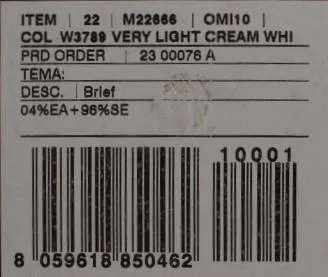 ITEM | 22 | M22666 | OMI10 |
COL W3789 VERY LIGHT CREAM WHI
PRD ORDER | 23 00076 A
TEMA:
DESC. | Brief
04%EA+96%SE
10001
8 059618 850462